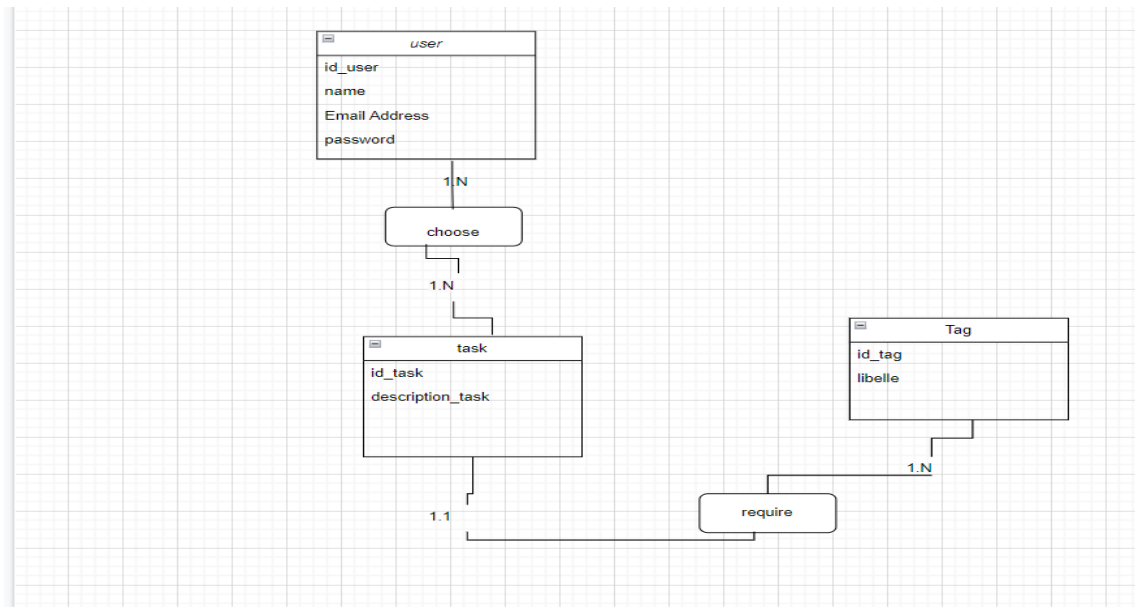 user
id_user
name
Email Address
password
1.N
choose
1.N
task
id_task
description_task
Tag
id_tag
libelle
1.N
require
1.1